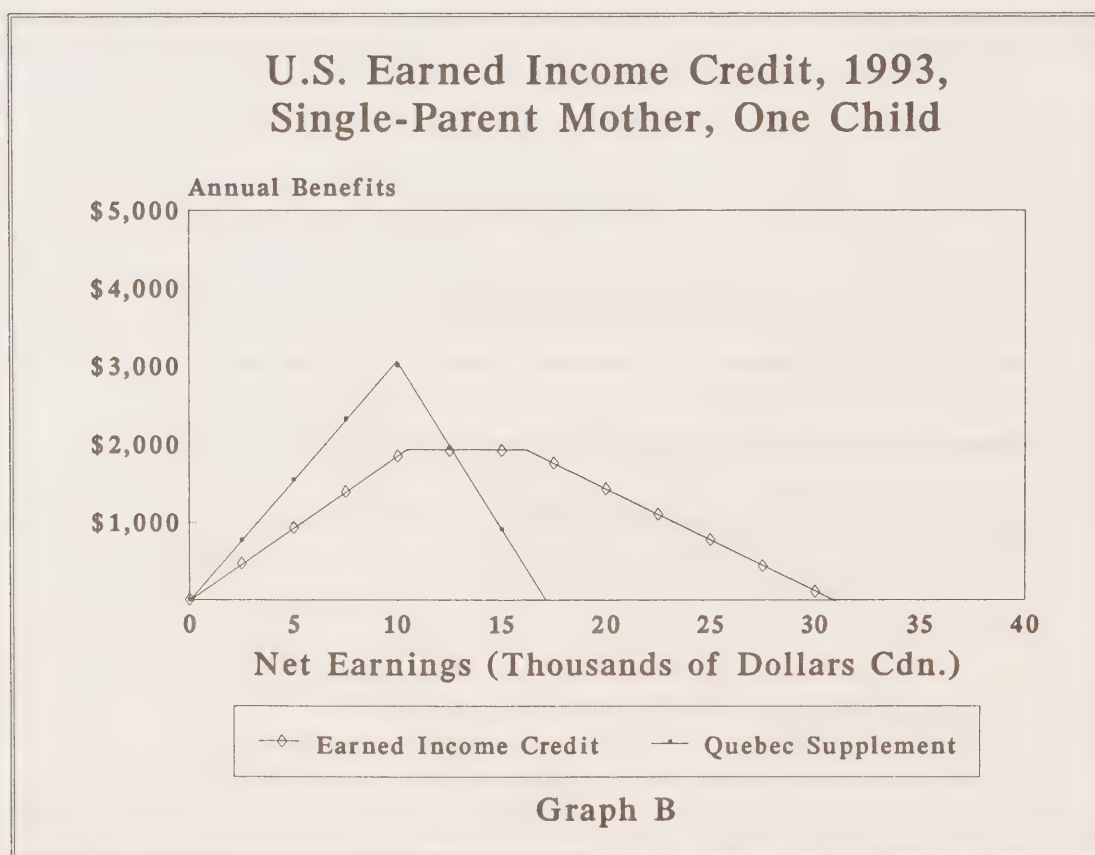 U.S. Earned Income Credit, 1993,
Single-Parent Mother, One Child
Annual Benefits
$5,000
$4,000
$3,000
$2,000
$1,000
0 5 10 15 20 25 30 35 40
Net Earnings (Thousands of Dollars Cdn.)
Earned Income Credit Quebec Supplement
Graph B